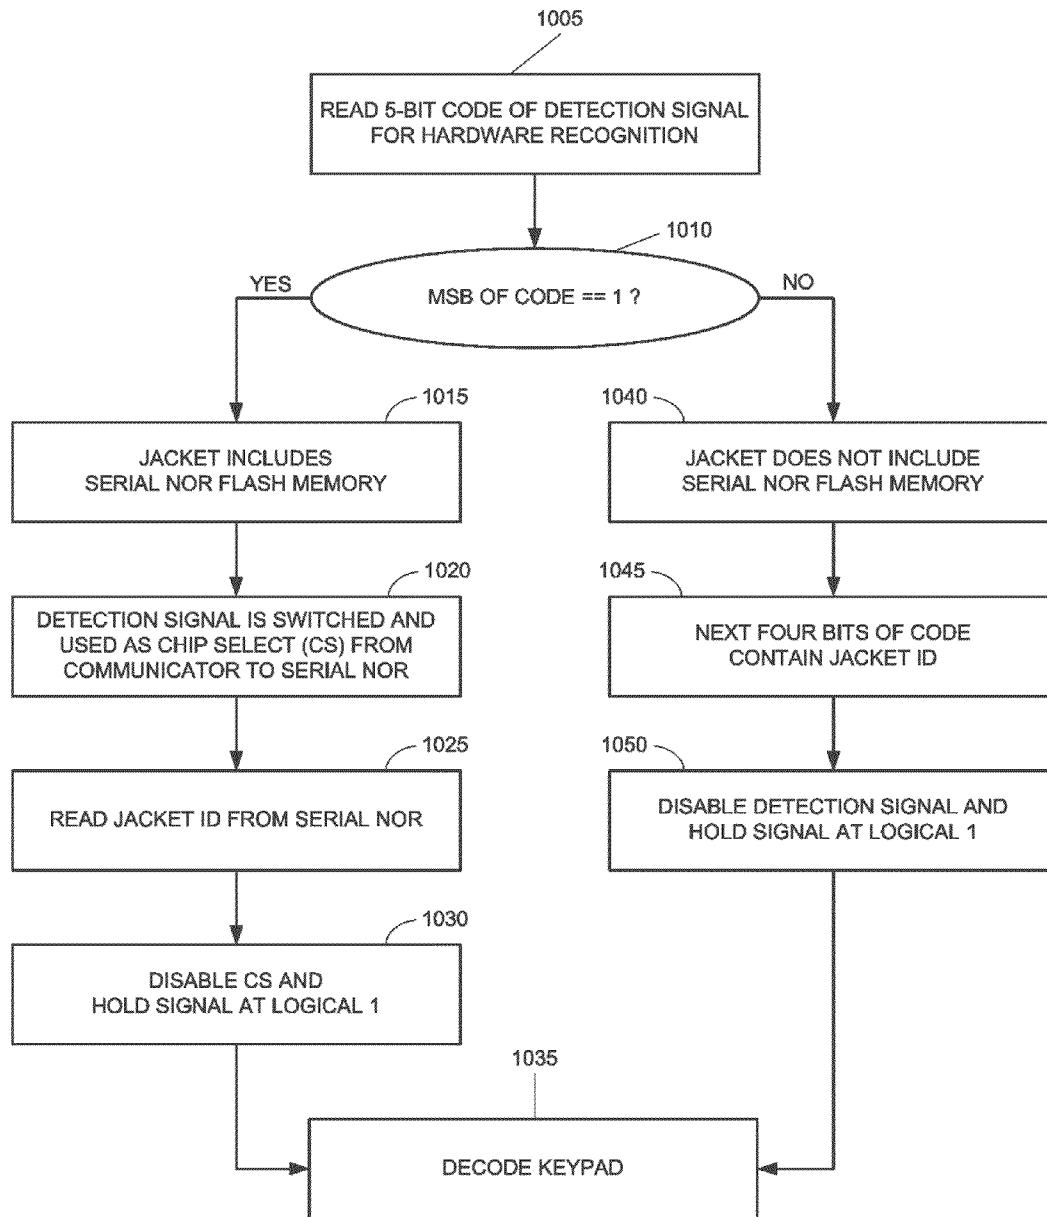 1005
READ 5-BIT CODE OF DETECTION SIGNAL
FOR HARDWARE RECOGNITION
1010
YES
MSB OF CODE == 1 ?
NO
1015
JACKET INCLUDES
SERIAL NOR FLASH MEMORY
1040
JACKET DOES NOT INCLUDE
SERIAL NOR FLASH MEMORY
1020
DETECTION SIGNAL IS SWITCHED AND
USED AS CHIP SELECT (CS) FROM
COMMUNICATOR TO SERIAL NOR
1045
NEXT FOUR BITS OF CODE
CONTAIN JACKET ID
1025
READ JACKET ID FROM SERIAL NOR
1050
DISABLE DETECTION SIGNAL AND
HOLD SIGNAL AT LOGICAL 1
1030
DISABLE CS AND
HOLD SIGNAL AT LOGICAL 1
1035
DECODE KEYPAD